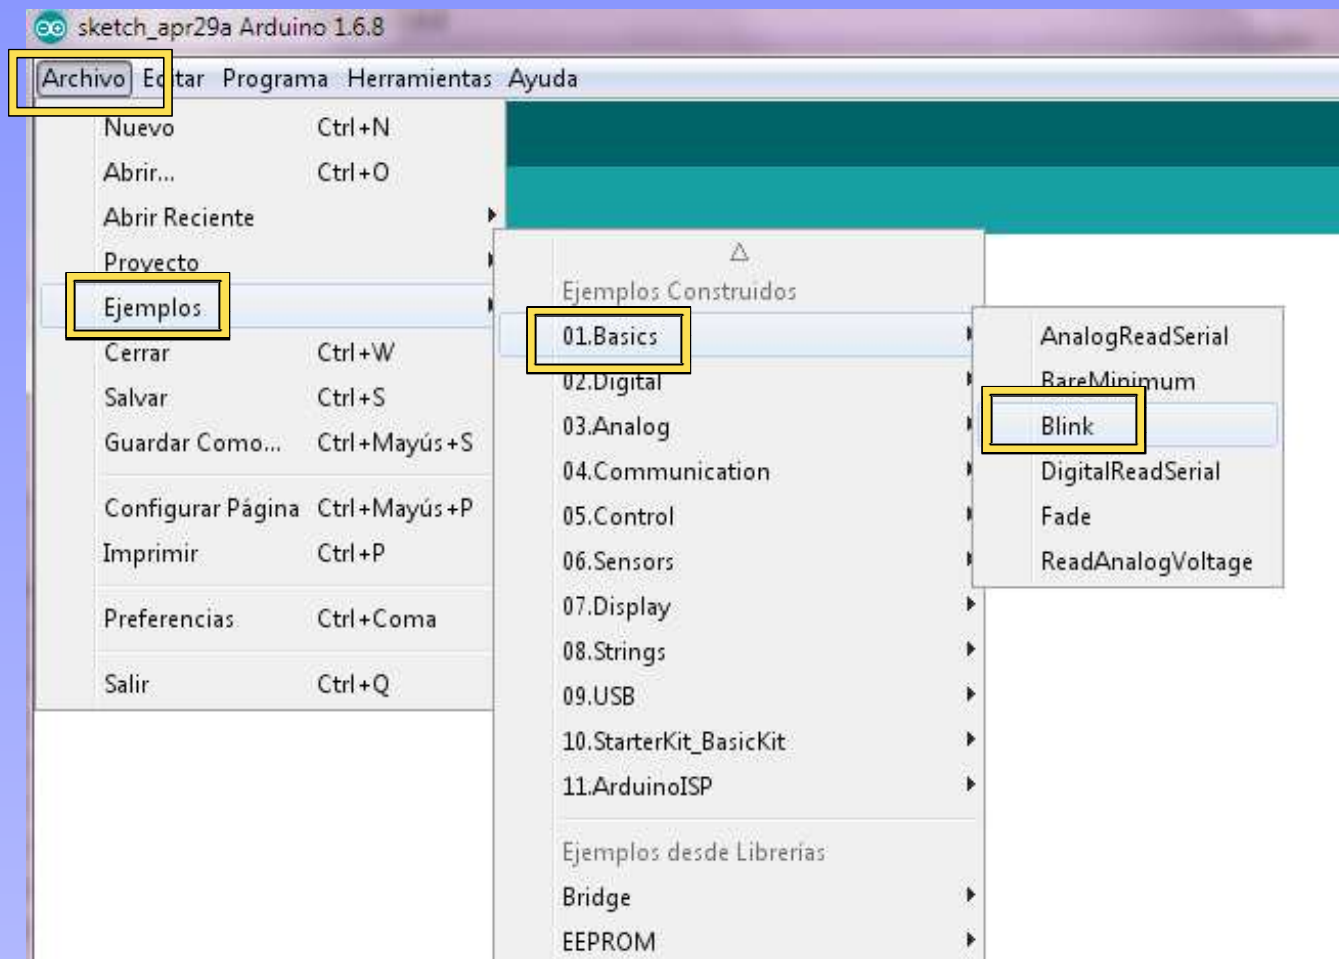 sketch_apr29a Arduino 1.6.8
Archivo Editar Programa Herramientas Ayuda
Nuevo Ctrl+N
Abrir... Ctrl+O
Abrir Reciente
Proyecto
Ejemplos
Cerrar Ctrl+W
Salvar Ctrl+S
Guardar Como... Ctrl+Mayús+S
Configurar Página Ctrl+Mayús+P
Imprimir Ctrl+P
Preferencias Ctrl+Coma
Salir Ctrl+Q
Ejemplos Construidos
01.Basics
02.Digital
03.Analog
04.Communication
05.Control
06.Sensors
07.Display
08.Strings
09.USB
10.StarterKit_BasicKit
11.ArduinoISP
Ejemplos desde Librerías
Bridge
EEPROM
AnalogReadSerial
BareMinimum
Blink
DigitalReadSerial
Fade
ReadAnalogVoltage